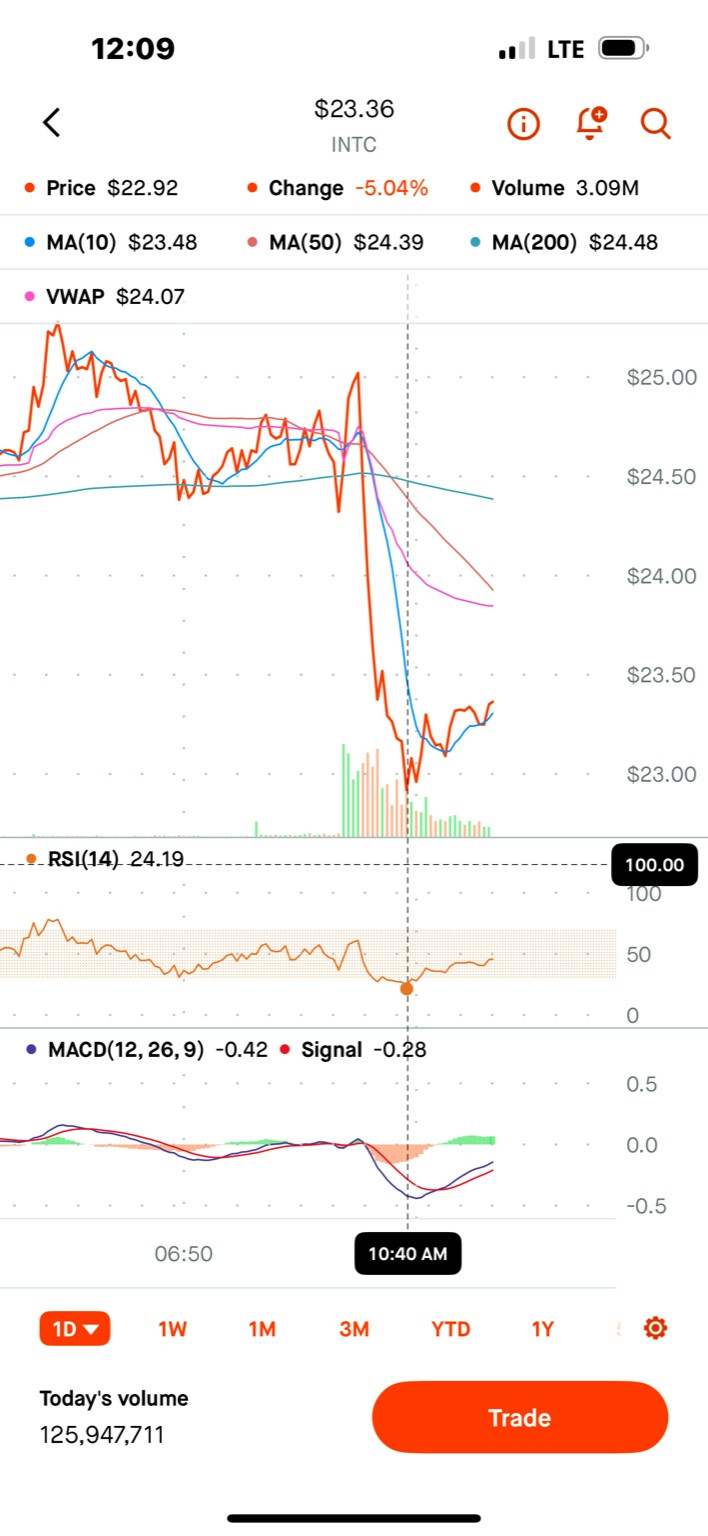 12:09 LTE
$23.36
INTC
Price $22.92 Change -5.04% Volume 3.09M
MA(10) $23.48 MA(50) $24.39 MA(200) $24.48
VWAP $24.07
$25.00
$24.50
$24.00
$23.50
$23.00
RSI(14) 24.19 100.00
100
50
0
MACD(12, 26, 9) -0.42 Signal -0.28
0.5
0.0
-0.5
06:50 10:40 AM
1D 1W 1M 3M YTD 1Y
Today's volume
125,947,711
Trade